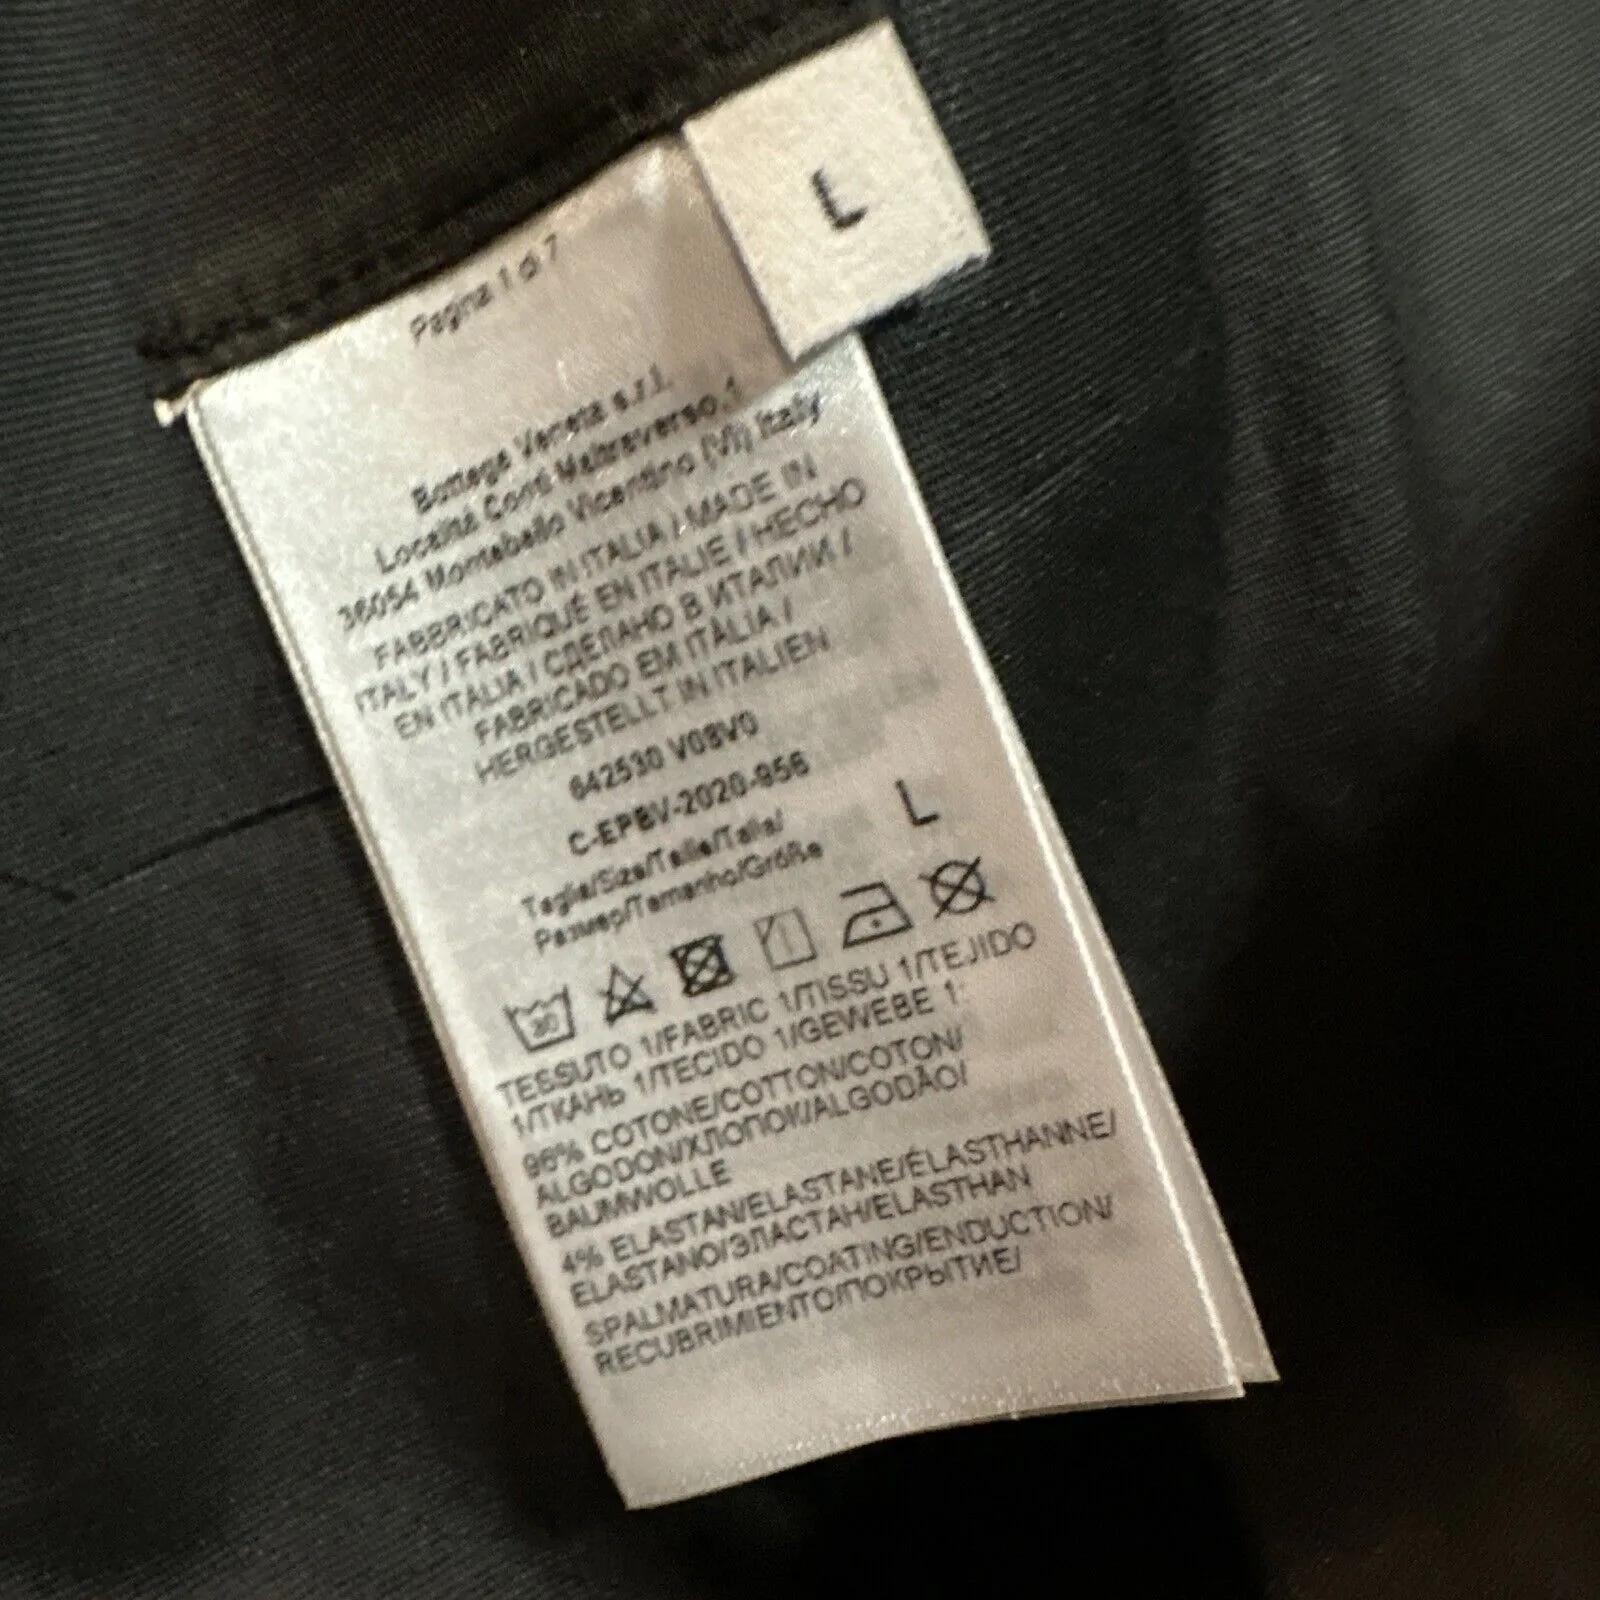 L
Pagina 1 di 7
Bottega Veneta s.r.l.
Località Conti Maltraverso,1
36054 Montebello Vicentino (VI) Italy
FABBRICATO IN ITALIA / MADE IN
ITALY / FABRIQUÉ EN ITALIE / HECHO
EN ITALIA / СДЕЛАНО В ИТАЛИИ /
FABRICADO EM ITÀLIA /
HERGESTELLT IN ITALIEN
642530 V08V0
C-EPBV-2020-956
Taglia/Size/Taille/Talla/
Размер/Tamanho/Größe
L
30
TESSUTO 1/FABRIC 1/TISSU 1/TEJIDO
1/ТКАНЬ 1/TECIDO 1/GEWEBE 1:
96% COTONE/COTTON/COTON/
ALGODON/ХЛОПОК/ALGODÃO/
BAUMWOLLE
4% ELASTAN/ELASTANE/ÉLASTHANNE/
ELASTANO/ЭЛАСТАН/ELASTHAN
SPALMATURA/COATING/ENDUCTION/
RECUBRIMIENTO/ПОКРЫТИЕ/